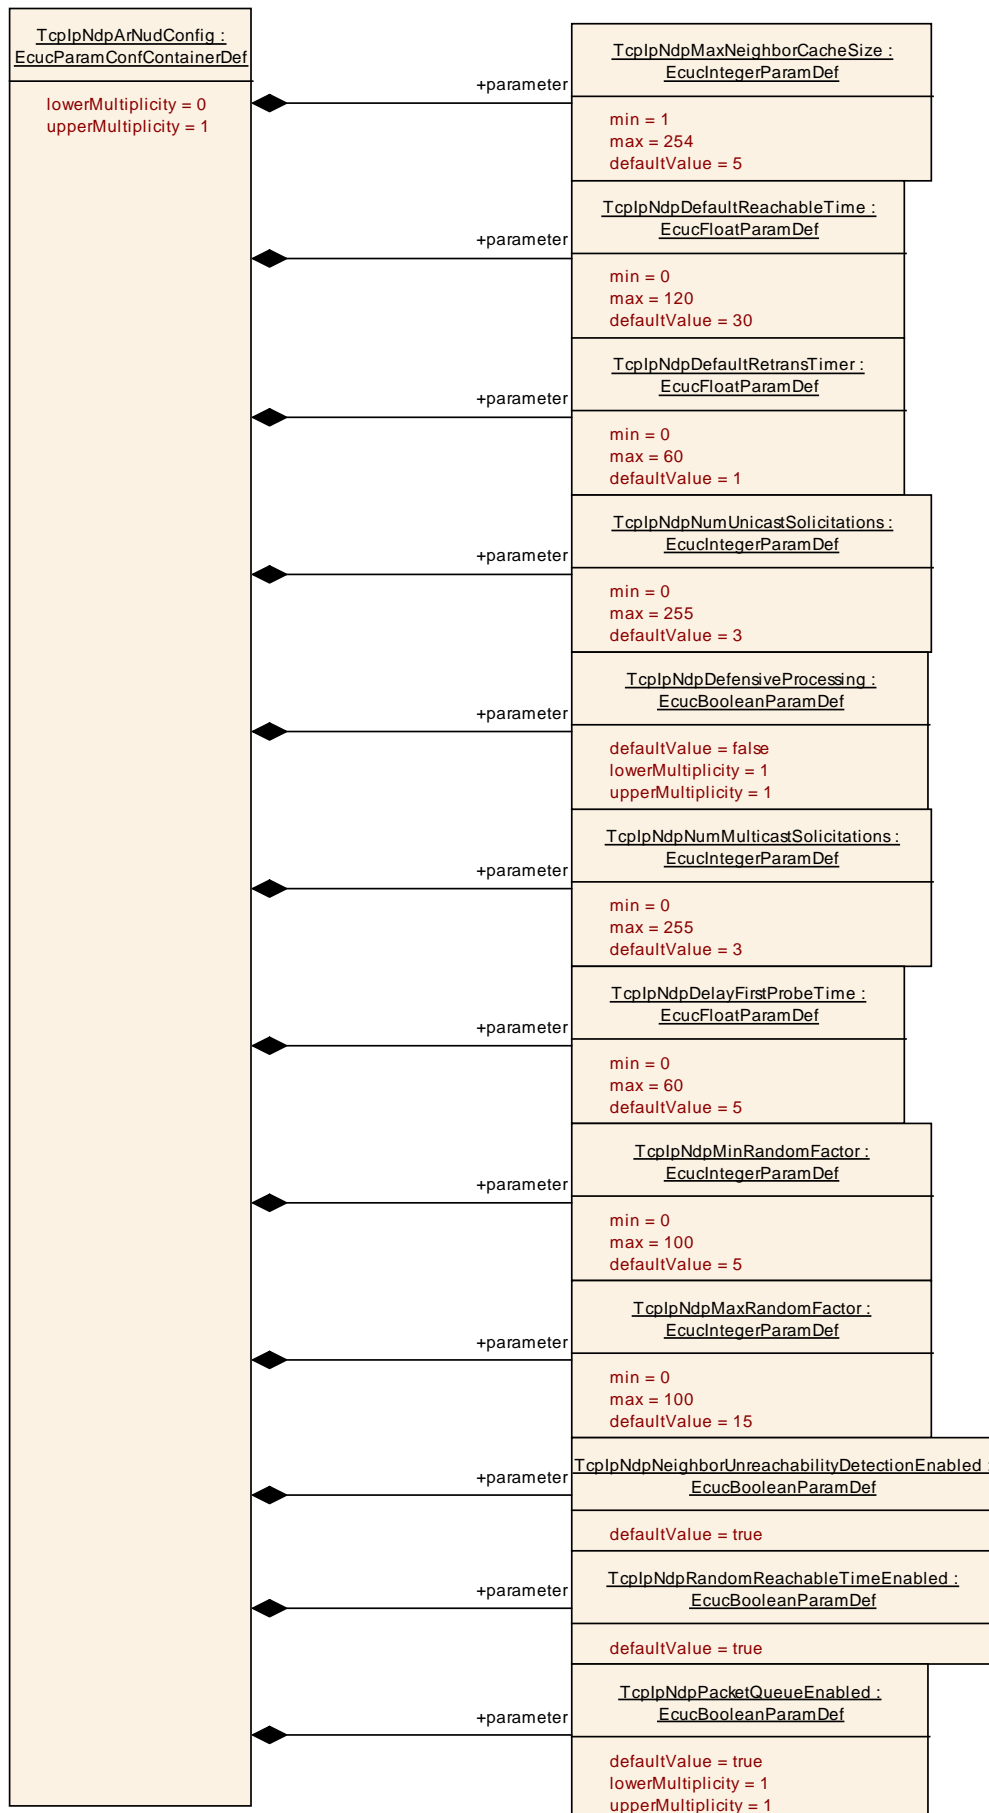 TcpIpNdpArNudConfig :
EcucParamConfContainerDef
lowerMultiplicity = 0
upperMultiplicity = 1
+parameter
TcpIpNdpMaxNeighborCacheSize :
EcucIntegerParamDef
min = 1
max = 254
defaultValue = 5
+parameter
TcpIpNdpDefaultReachableTime :
EcucFloatParamDef
min = 0
max = 120
defaultValue = 30
+parameter
TcpIpNdpDefaultRetransTimer :
EcucFloatParamDef
min = 0
max = 60
defaultValue = 1
+parameter
TcpIpNdpNumUnicastSolicitations :
EcucIntegerParamDef
min = 0
max = 255
defaultValue = 3
+parameter
TcpIpNdpDefensiveProcessing :
EcucBooleanParamDef
defaultValue = false
lowerMultiplicity = 1
upperMultiplicity = 1
+parameter
TcpIpNdpNumMulticastSolicitations :
EcucIntegerParamDef
min = 0
max = 255
defaultValue = 3
+parameter
TcpIpNdpDelayFirstProbeTime :
EcucFloatParamDef
min = 0
max = 60
defaultValue = 5
+parameter
TcpIpNdpMinRandomFactor :
EcucIntegerParamDef
min = 0
max = 100
defaultValue = 5
+parameter
TcpIpNdpMaxRandomFactor :
EcucIntegerParamDef
min = 0
max = 100
defaultValue = 15
+parameter
TcpIpNdpNeighborUnreachabilityDetectionEnabled :
EcucBooleanParamDef
defaultValue = true
+parameter
TcpIpNdpRandomReachableTimeEnabled :
EcucBooleanParamDef
defaultValue = true
+parameter
TcpIpNdpPacketQueueEnabled :
EcucBooleanParamDef
defaultValue = true
lowerMultiplicity = 1
upperMultiplicity = 1